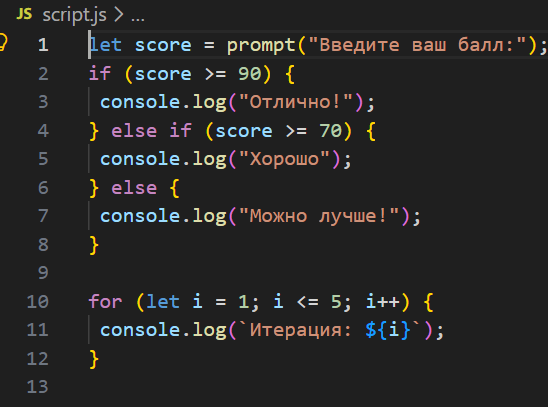 JS script.js > ...
1 let score = prompt("Введите ваш балл:");
2 if (score >= 90) {
3  console.log("Отлично!");
4 } else if (score >= 70) {
5  console.log("Хорошо");
6 } else {
7  console.log("Можно лучше!");
8 }
9
10 for (let i = 1; i <= 5; i++) {
11  console.log(`Итерация: ${i}`);
12 }
13